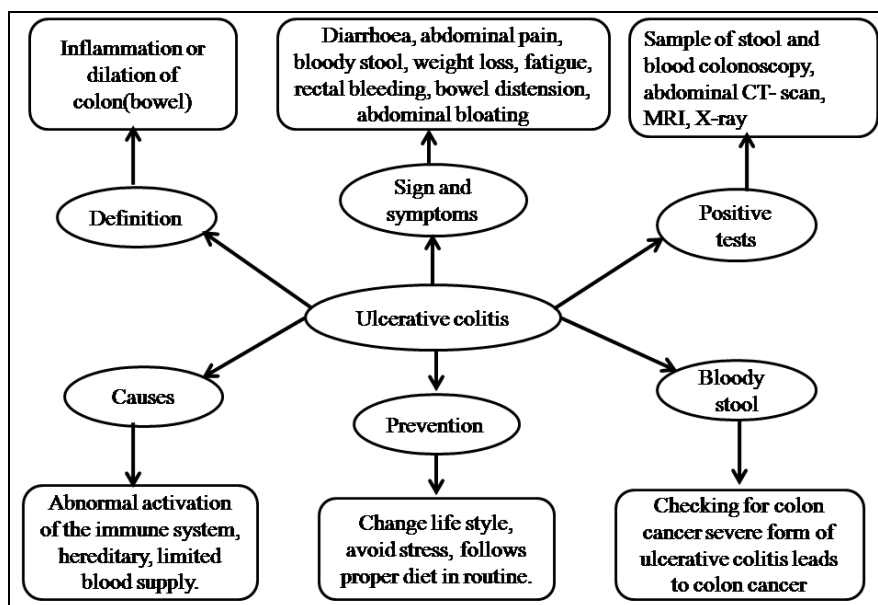 Inflammation or
dilation of
colon(bowel)
Diarrhoea, abdominal pain,
bloody stool, weight loss, fatigue,
rectal bleeding, bowel distension,
abdominal bloating
Sample of stool and
blood colonoscopy,
abdominal CT- scan,
MRI, X-ray
Definition
Sign and
symptoms
Positive
tests
Ulcerative colitis
Causes
Prevention
Bloody
stool
Abnormal activation
of the immune system,
hereditary, limited
blood supply.
Change life style,
avoid stress, follows
proper diet in routine.
Checking for colon
cancer severe form of
ulcerative colitis leads
to colon cancer